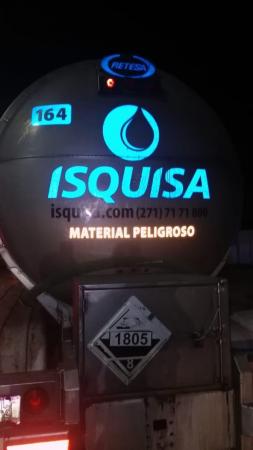 RETESA
164
ISQUISA
isquisa.com (271) 71 71 800
MATERIAL PELIGROSO
1805
8